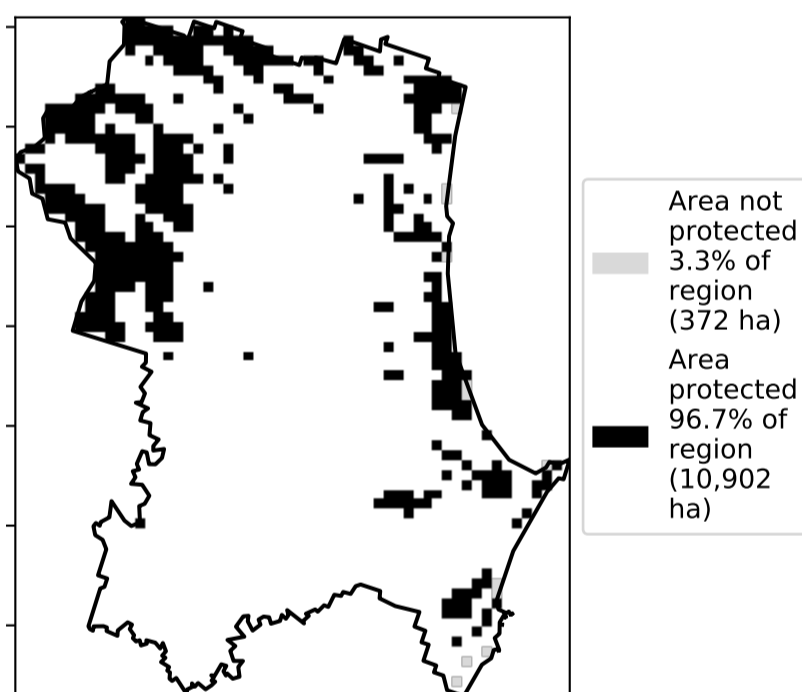 Area not
protected
3.3% of
region
(372 ha)
Area
protected
96.7% of
region
(10,902
ha)